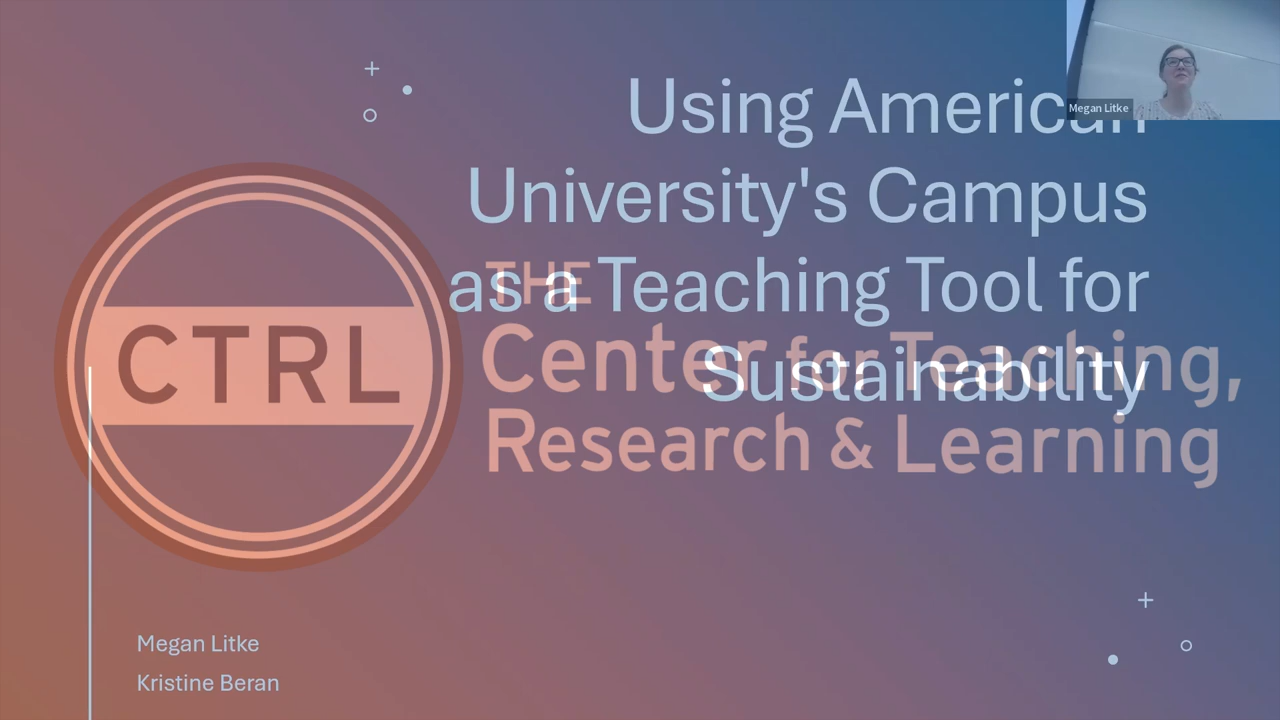 Using American
University's Campus
as a Teaching Tool for
Sustainability
Megan Litke
CTRL
THE
Center for Teaching,
Research & Learning
Megan Litke
Kristine Beran